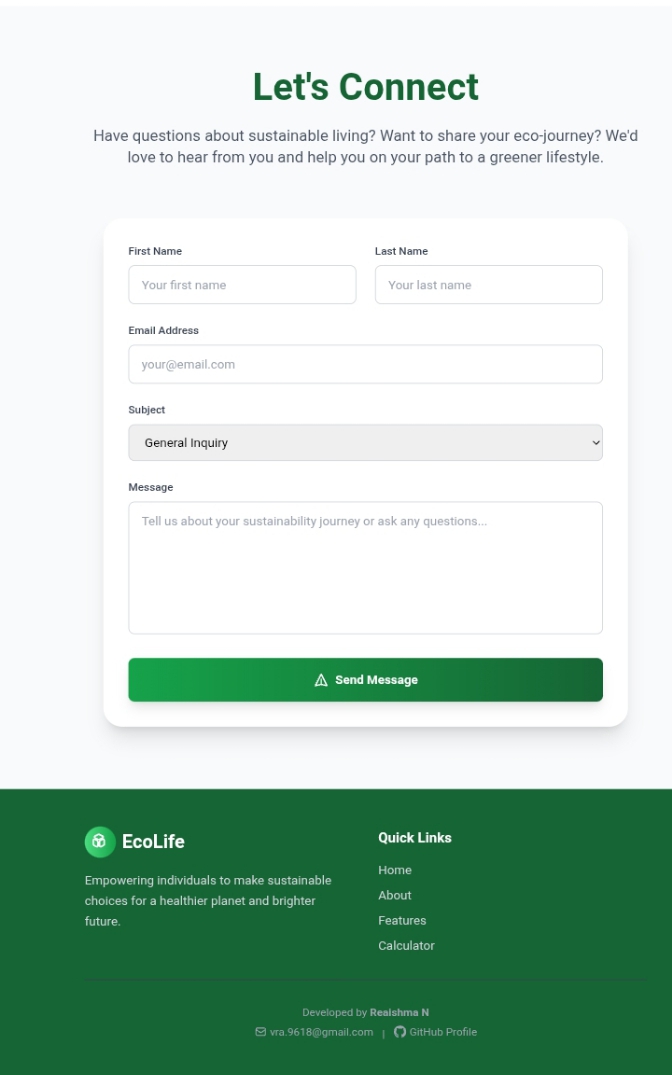 Let's Connect
Have questions about sustainable living? Want to share your eco-journey? We'd
love to hear from you and help you on your path to a greener lifestyle.
First Name
Last Name
Your first name
Your last name
Email Address
your@email.com
Subject
General Inquiry
Message
Tell us about your sustainability journey or ask any questions...
Send Message
EcoLife
Empowering individuals to make sustainable
choices for a healthier planet and brighter
future.
Quick Links
Home
About
Features
Calculator
Developed by Reaishma N
vra.9618@gmail.com | GitHub Profile